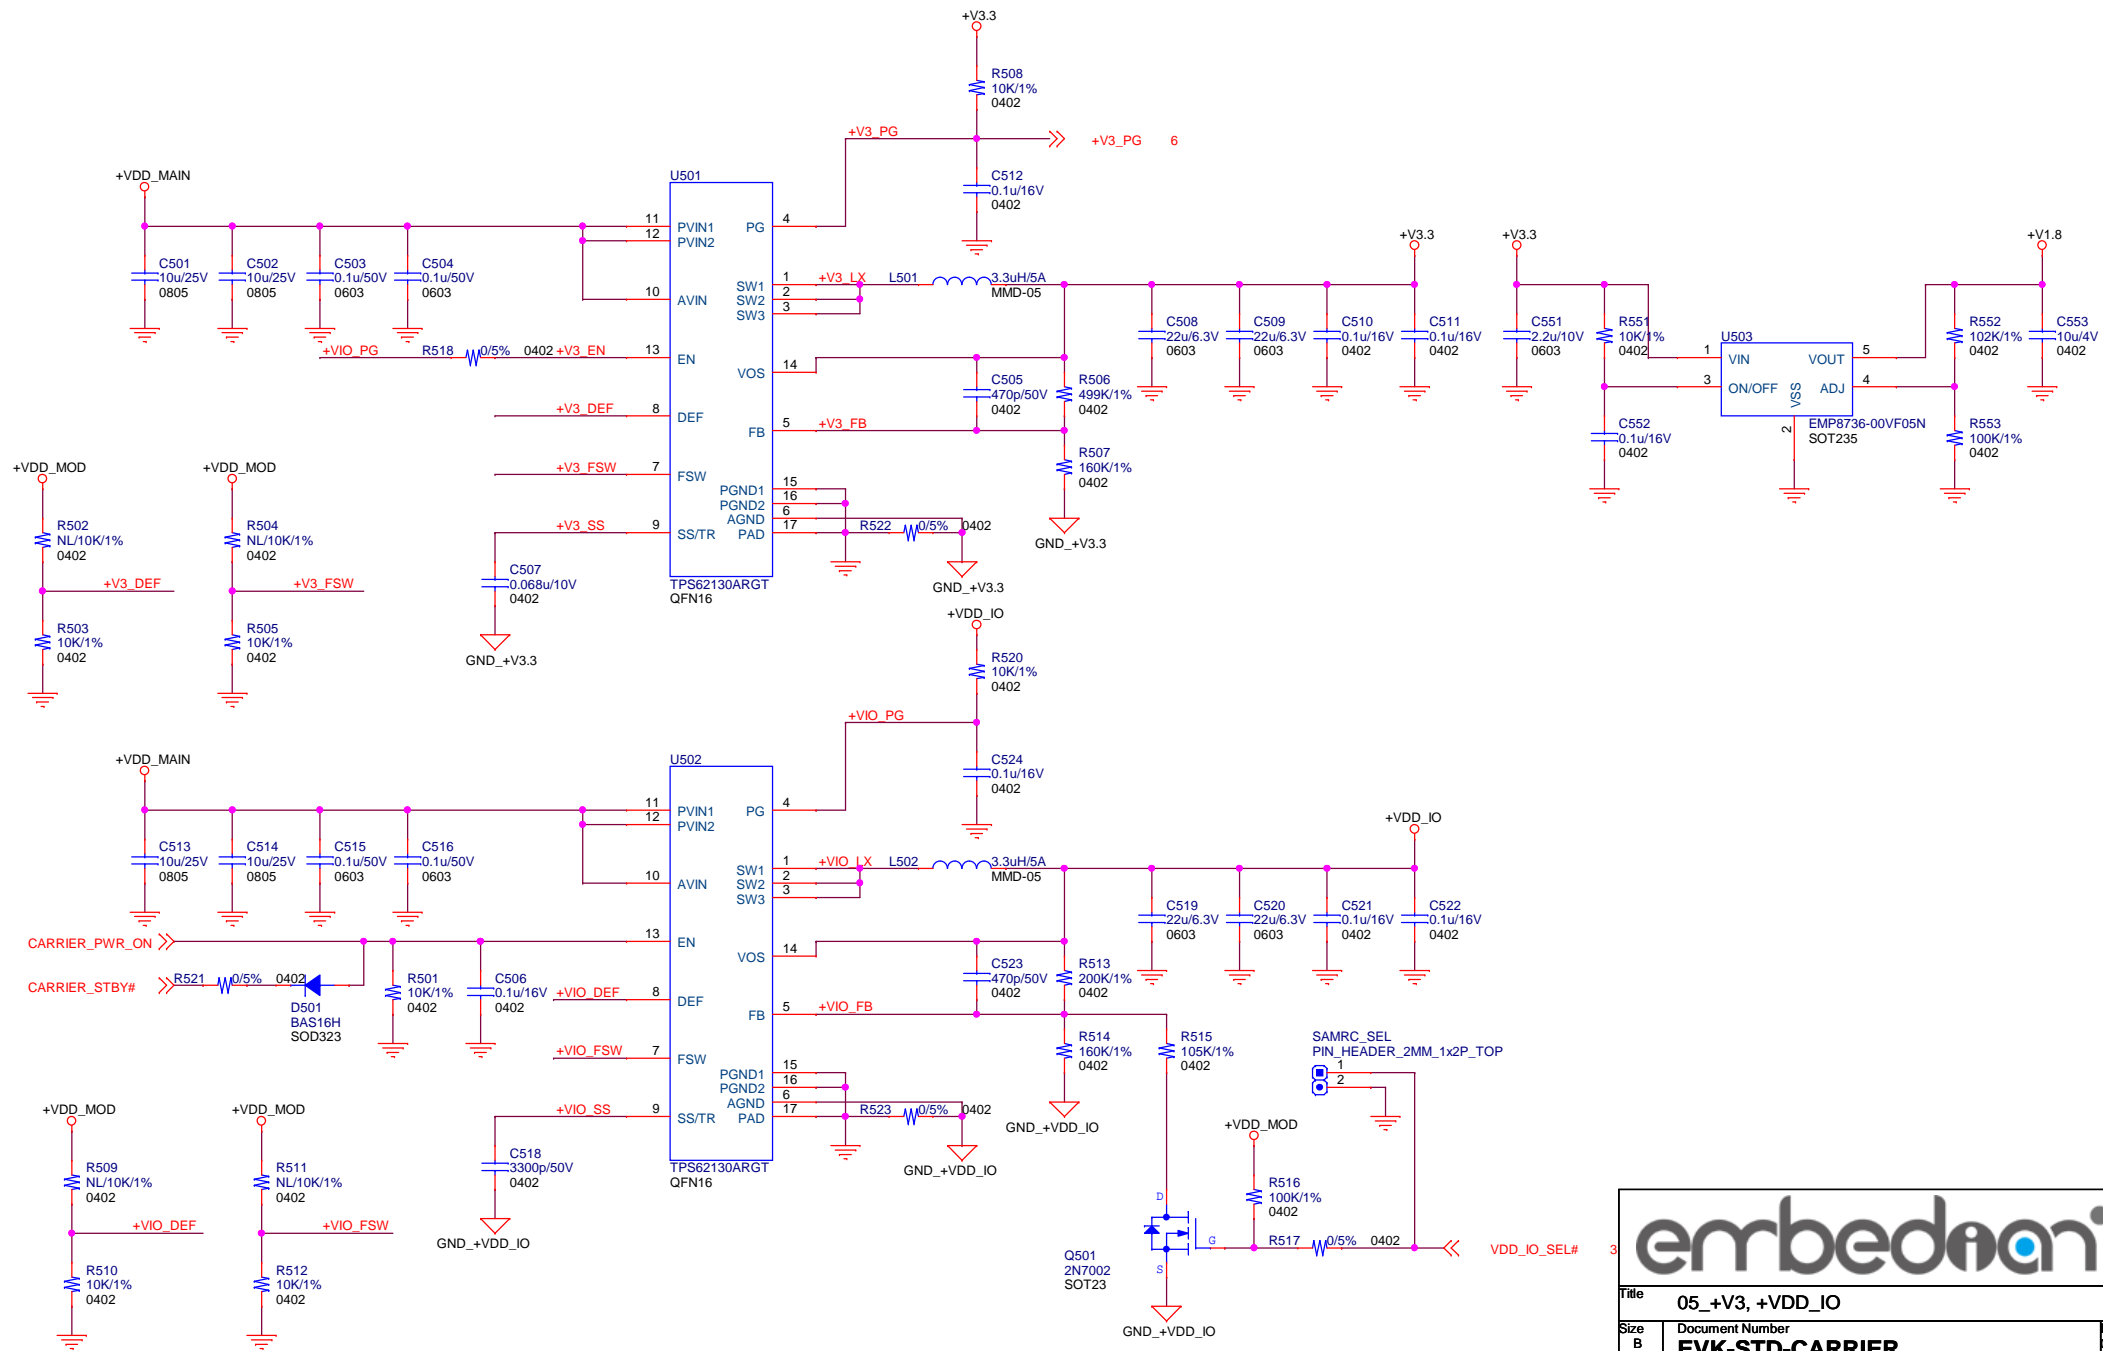 +V3.3
R508
10K/1%
0402
+V3_PG
+V3_PG 6
C512
0.1u/16V
0402
+VDD_MAIN
C501
10u/25V
0805
C502
10u/25V
0805
C503
0.1u/50V
0603
C504
0.1u/50V
0603
U501
11 PVIN1
12 PVIN2
10 AVIN
13 EN
8 DEF
7 FSW
9 SS/TR
PG 4
SW1 1
SW2 2
SW3 3
VOS 14
FB 5
PGND1 15
PGND2 16
AGND 6
PAD 17
TPS62130ARGT
QFN16
+VIO_PG R518 0/5% 0402 +V3_EN
+V3_DEF
+V3_FSW
+V3_SS
C507
0.068u/10V
0402
GND_+V3.3
+V3_LX L501 3.3uH/5A
MMD-05
+V3.3
C508
22u/6.3V
0603
C509
22u/6.3V
0603
C510
0.1u/16V
0402
C511
0.1u/16V
0402
C505
470p/50V
0402
R506
499K/1%
0402
+V3_FB
R507
160K/1%
0402
GND_+V3.3
R522 0/5% 0402
GND_+V3.3
+V3.3
C551
2.2u/10V
0603
R551
10K/1%
0402
C552
0.1u/16V
0402
U503
1 VIN
3 ON/OFF
VSS 2
VOUT 5
ADJ 4
EMP8736-00VF05N
SOT235
+V1.8
R552
102K/1%
0402
C553
10u/4V
0402
R553
100K/1%
0402
+VDD_MOD
R502
NL/10K/1%
0402
+V3_DEF
R503
10K/1%
0402
+VDD_MOD
R504
NL/10K/1%
0402
+V3_FSW
R505
10K/1%
0402
+VDD_IO
R520
10K/1%
0402
+VIO_PG
C524
0.1u/16V
0402
+VDD_MAIN
C513
10u/25V
0805
C514
10u/25V
0805
C515
0.1u/50V
0603
C516
0.1u/50V
0603
U502
11 PVIN1
12 PVIN2
10 AVIN
13 EN
8 DEF
7 FSW
9 SS/TR
PG 4
SW1 1
SW2 2
SW3 3
VOS 14
FB 5
PGND1 15
PGND2 16
AGND 6
PAD 17
TPS62130ARGT
QFN16
CARRIER_PWR_ON
CARRIER_STBY#
R521 0/5% 0402
D501
BAS16H
SOD323
R501
10K/1%
0402
C506
0.1u/16V
0402
+VIO_DEF
+VIO_FSW
+VIO_SS
C518
3300p/50V
0402
GND_+VDD_IO
+VIO_LX L502 3.3uH/5A
MMD-05
+VDD_IO
C519
22u/6.3V
0603
C520
22u/6.3V
0603
C521
0.1u/16V
0402
C522
0.1u/16V
0402
C523
470p/50V
0402
R513
200K/1%
0402
+VIO_FB
R514
160K/1%
0402
GND_+VDD_IO
R515
105K/1%
0402
R523 0/5% 0402
GND_+VDD_IO
SAMRC_SEL
PIN_HEADER_2MM_1x2P_TOP
1
2
+VDD_MOD
R516
100K/1%
0402
D
G
S
R517 0/5% 0402
VDD_IO_SEL# 3
Q501
2N7002
SOT23
GND_+VDD_IO
+VDD_MOD
R509
NL/10K/1%
0402
+VIO_DEF
R510
10K/1%
0402
+VDD_MOD
R511
NL/10K/1%
0402
+VIO_FSW
R512
10K/1%
0402
embedian
Title
05_+V3, +VDD_IO
Size
B
Document Number
EVK-STD-CARRIER